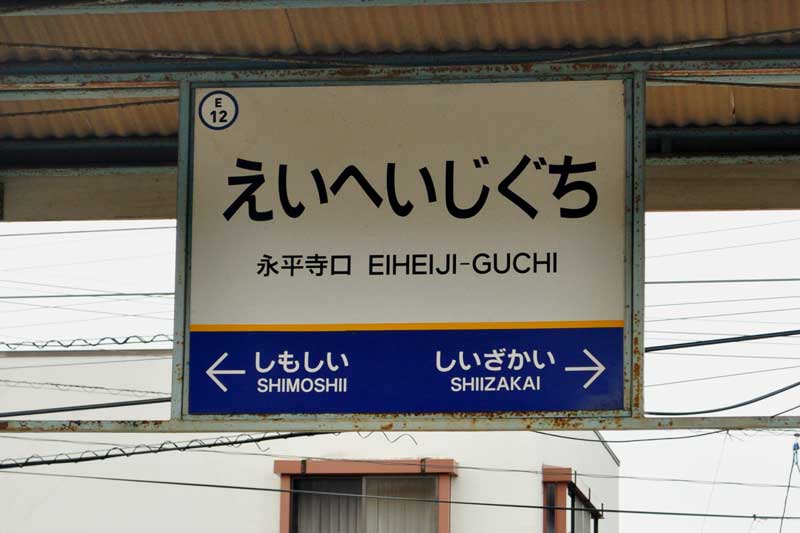 E
12
えいへいじぐち
永平寺口 EIHEIJI-GUCHI
← しもしい しいざかい →
SHIMOSHII SHIIZAKAI